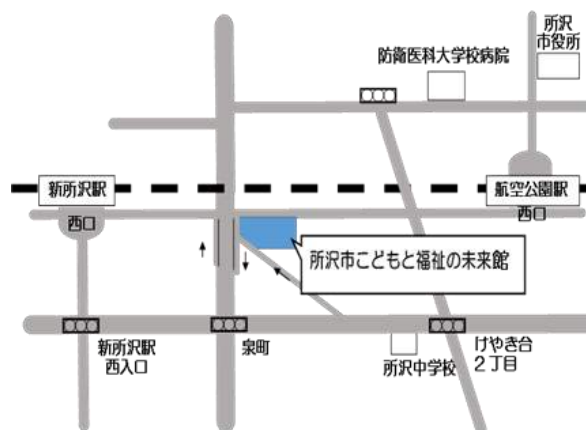 所沢
市役所
防衛医科大学校病院
新所沢駅
航空公園駅
西口
西口
所沢市こどもと福祉の未来館
新所沢駅
西入口
泉町
所沢中学校
けやき台
2丁目